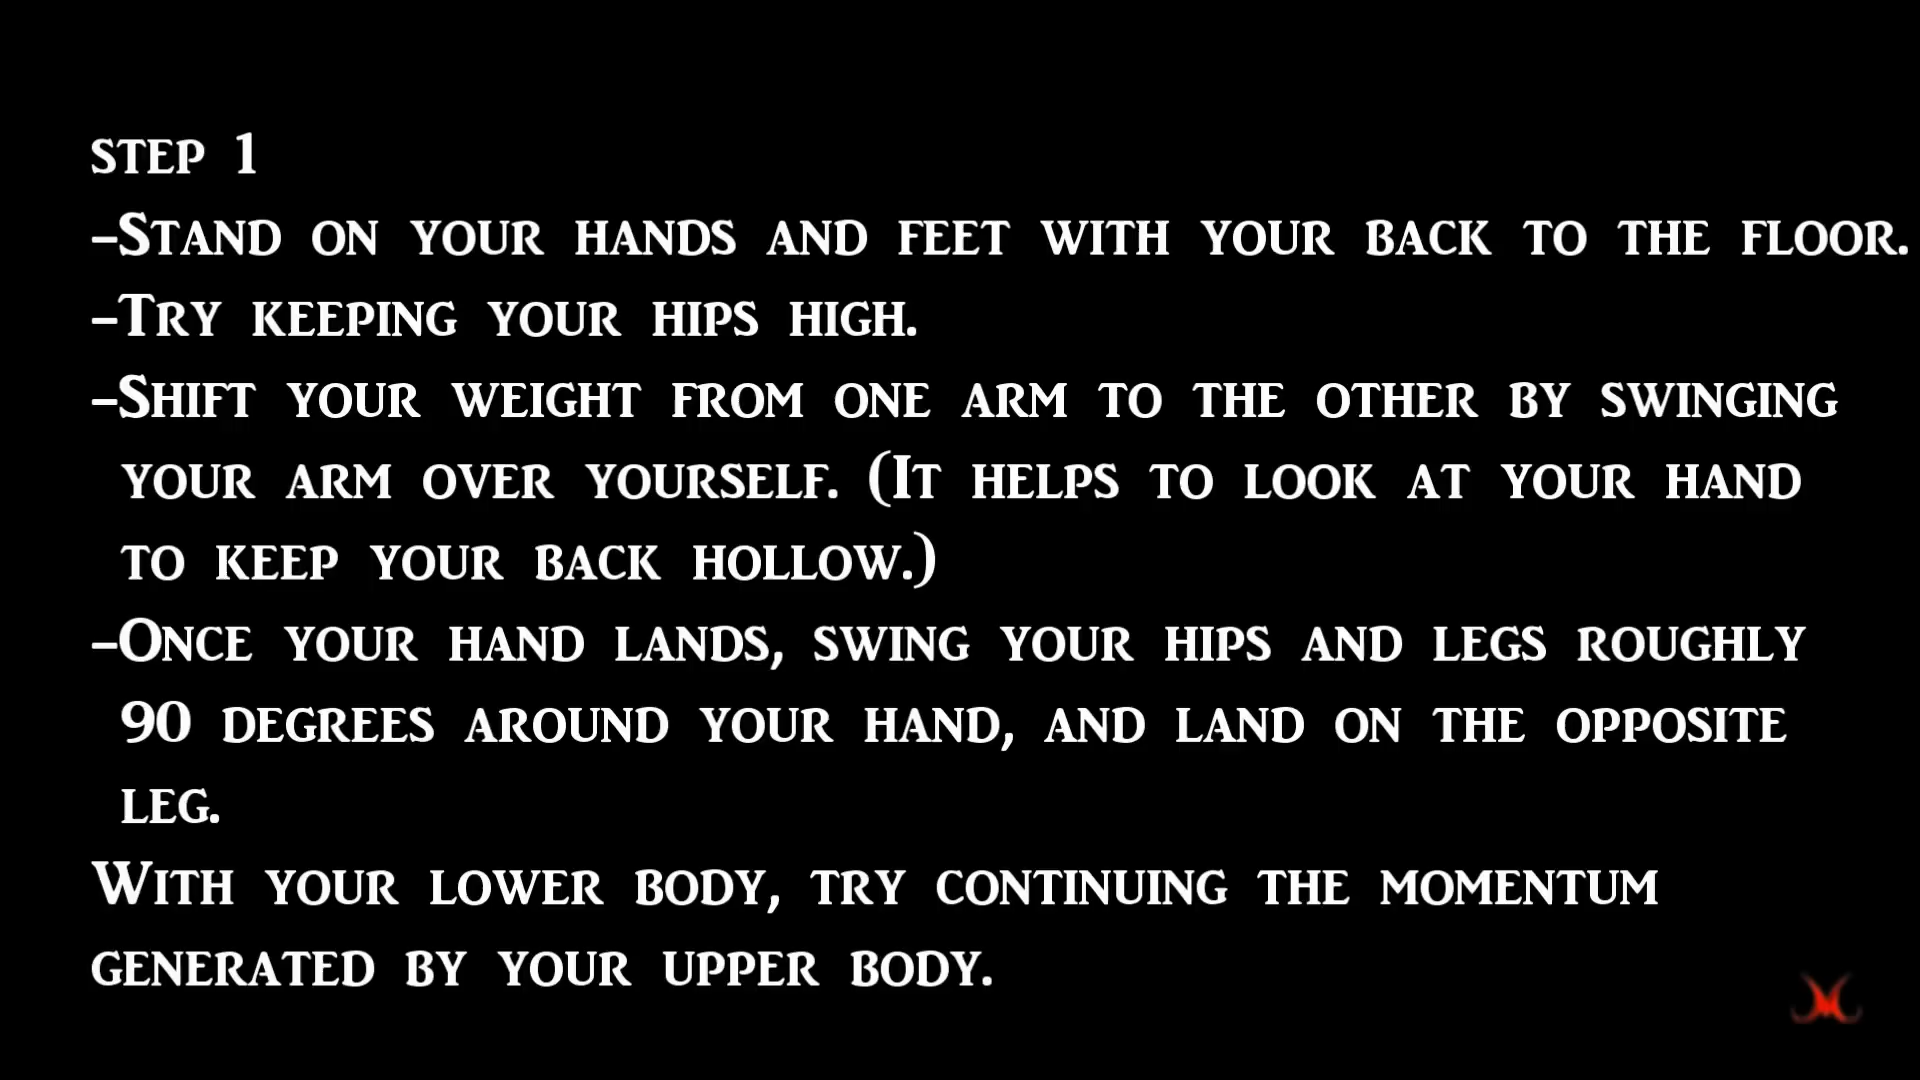 STEP 1
-STAND ON YOUR HANDS AND FEET WITH YOUR BACK TO THE FLOOR.
-TRY KEEPING YOUR HIPS HIGH.
-SHIFT YOUR WEIGHT FROM ONE ARM TO THE OTHER BY SWINGING
YOUR ARM OVER YOURSELF. (IT HELPS TO LOOK AT YOUR HAND
TO KEEP YOUR BACK HOLLOW.)
-ONCE YOUR HAND LANDS, SWING YOUR HIPS AND LEGS ROUGHLY
90 DEGREES AROUND YOUR HAND, AND LAND ON THE OPPOSITE
LEG.
WITH YOUR LOWER BODY, TRY CONTINUING THE MOMENTUM
GENERATED BY YOUR UPPER BODY.